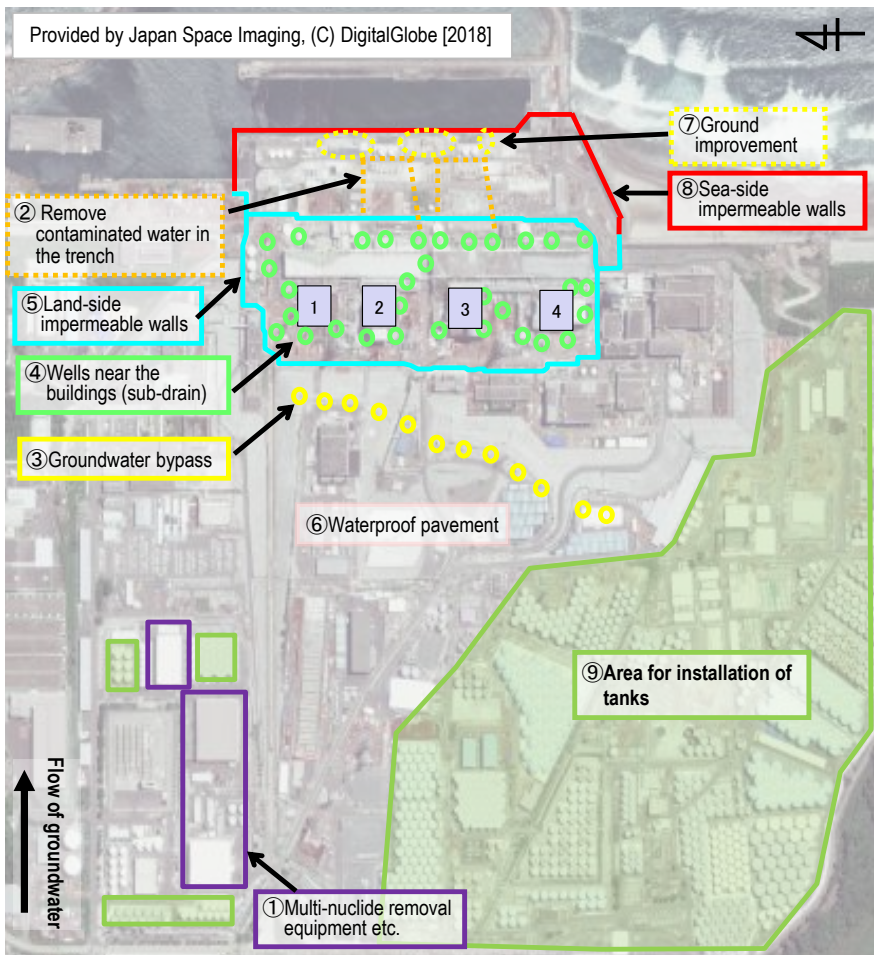 Provided by Japan Space Imaging, (C) DigitalGlobe [2018]
⑦Ground
improvement
② Remove
contaminated water in
the trench
⑧Sea-side
impermeable walls
⑤Land-side
impermeable walls
1
2
3
4
④Wells near the
buildings (sub-drain)
③Groundwater bypass
⑥Waterproof pavement
⑨Area for installation of
tanks
Flow of groundwater
①Multi-nuclide removal
equipment etc.